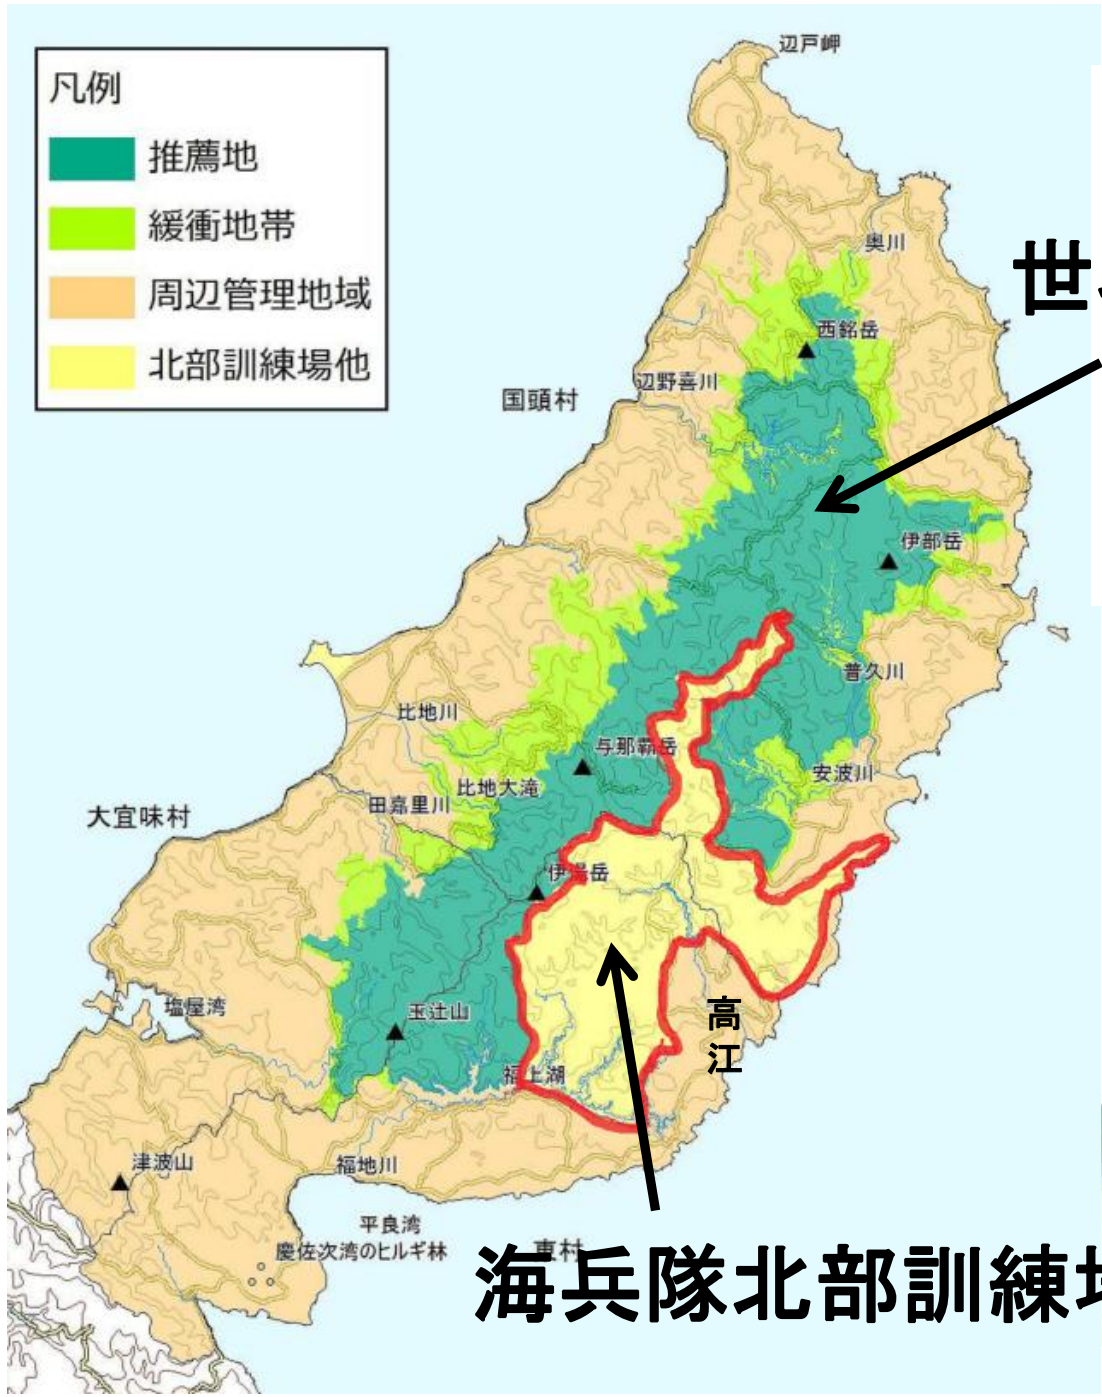 辺戸岬
凡例
推薦地
緩衝地帯
周辺管理地域
北部訓練場他
奥川
世
西銘岳
辺野喜川
国頭村
伊部岳
普久川
比地川
与那覇岳
安波川
比地大滝
田嘉里川
大宜味村
伊湯岳
高江
塩屋湾
玉辻山
福上湖
津波山
福地川
平良湾
慶佐次湾のヒルギ林
東村
海兵隊北部訓練場